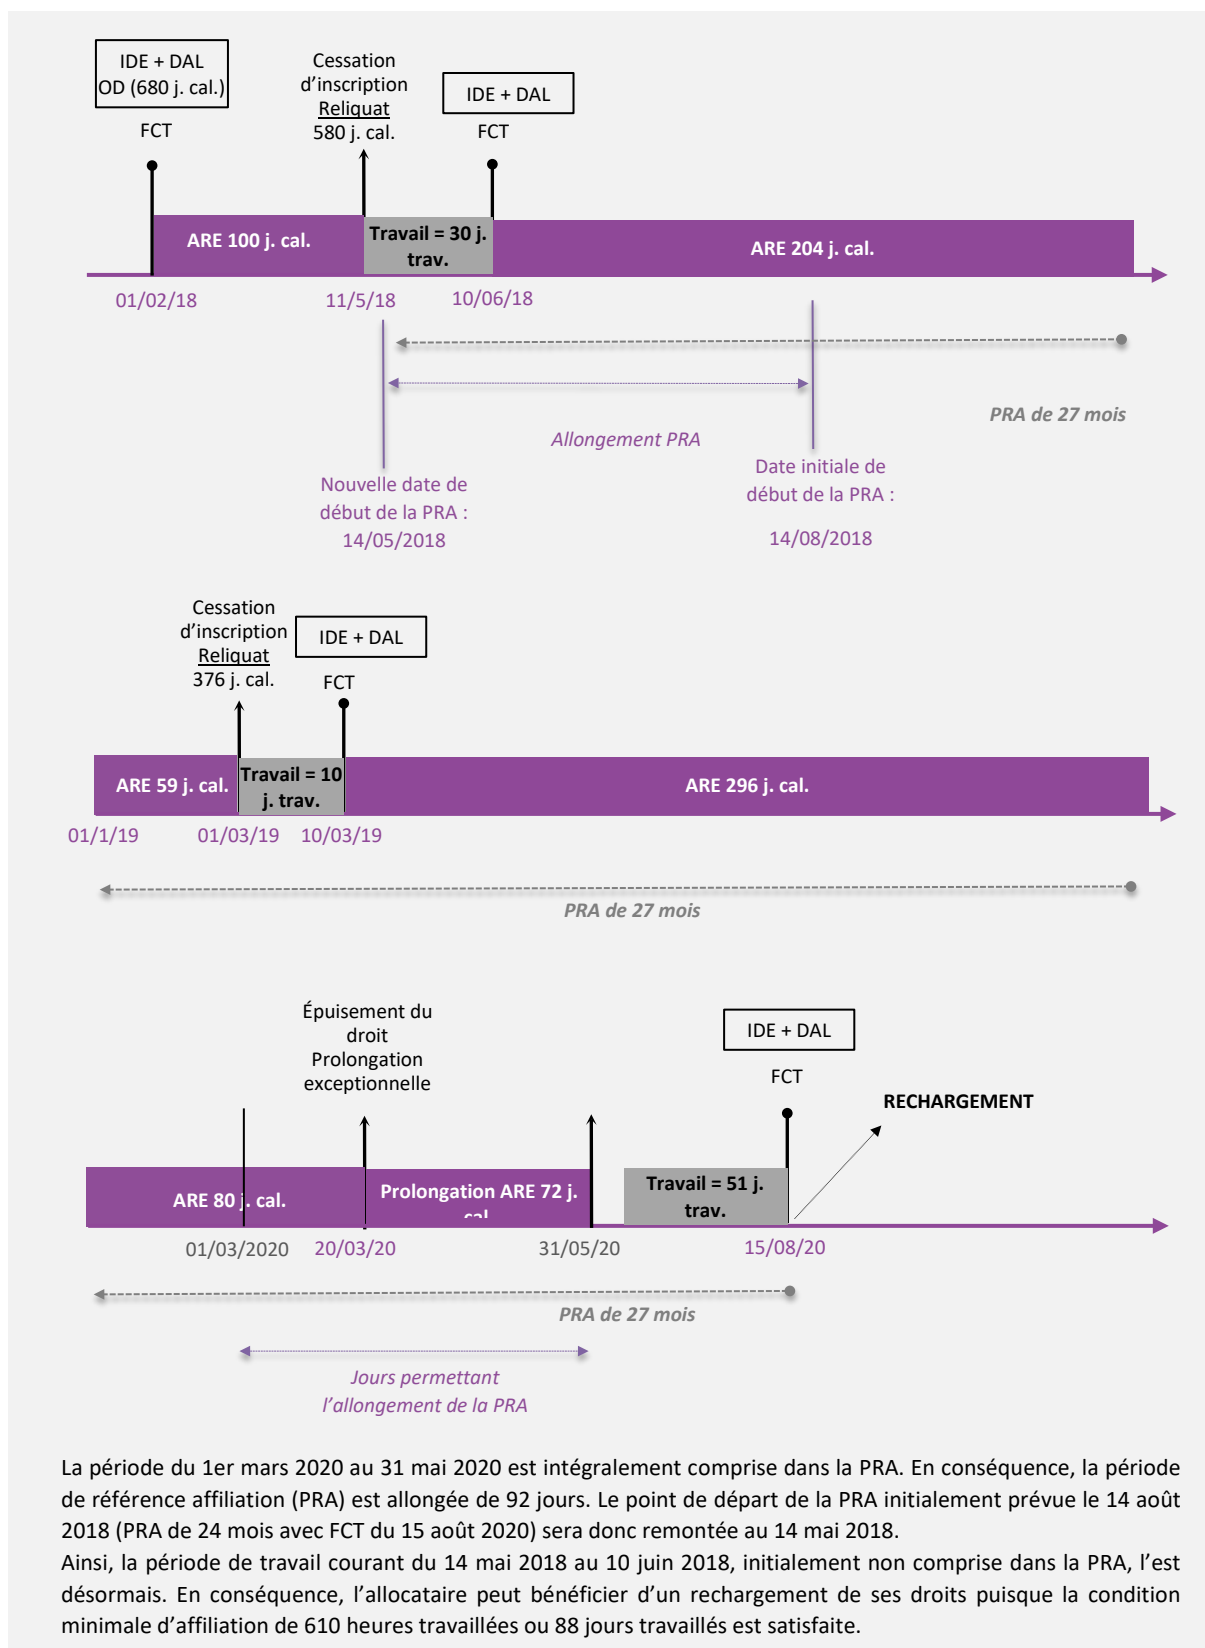 IDE + DAL
OD (680 j. cal.)
FCT
Cessation
d’inscription
Reliquat
580 j. cal.
IDE + DAL
FCT
ARE 100 j. cal.
Travail = 30 j.
trav.
ARE 204 j. cal.
01/02/18
11/5/18
10/06/18
PRA de 27 mois
Allongement PRA
Nouvelle date de
début de la PRA :
14/05/2018
Date initiale de
début de la PRA :
14/08/2018
Cessation
d’inscription
Reliquat
376 j. cal.
IDE + DAL
FCT
ARE 59 j. cal.
Travail = 10
j. trav.
ARE 296 j. cal.
01/1/19
01/03/19
10/03/19
PRA de 27 mois
Épuisement du
droit
Prolongation
exceptionnelle
IDE + DAL
FCT
RECHARGEMENT
ARE 80 j. cal.
Prolongation ARE 72 j.
cal.
Travail = 51 j.
trav.
01/03/2020
20/03/20
31/05/20
15/08/20
PRA de 27 mois
Jours permettant
l’allongement de la PRA
La période du 1er mars 2020 au 31 mai 2020 est intégralement comprise dans la PRA. En conséquence, la période
de référence affiliation (PRA) est allongée de 92 jours. Le point de départ de la PRA initialement prévue le 14 août
2018 (PRA de 24 mois avec FCT du 15 août 2020) sera donc remontée au 14 mai 2018.
Ainsi, la période de travail courant du 14 mai 2018 au 10 juin 2018, initialement non comprise dans la PRA, l’est
désormais. En conséquence, l’allocataire peut bénéficier d’un rechargement de ses droits puisque la condition
minimale d’affiliation de 610 heures travaillées ou 88 jours travaillés est satisfaite.